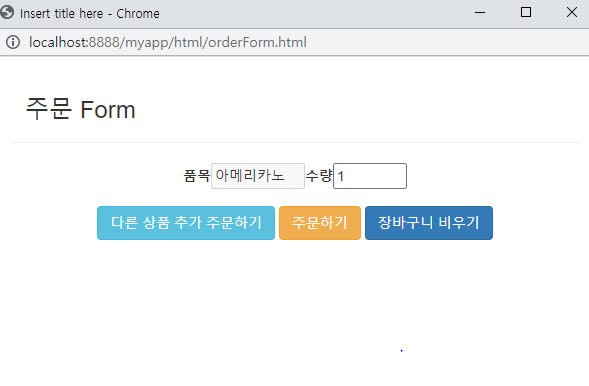 Insert title here - Chrome
localhost:8888/myapp/html/orderForm.html
주문 Form
품목 아메리카노 수량 1
다른 상품 추가 주문하기 주문하기 장바구니 비우기